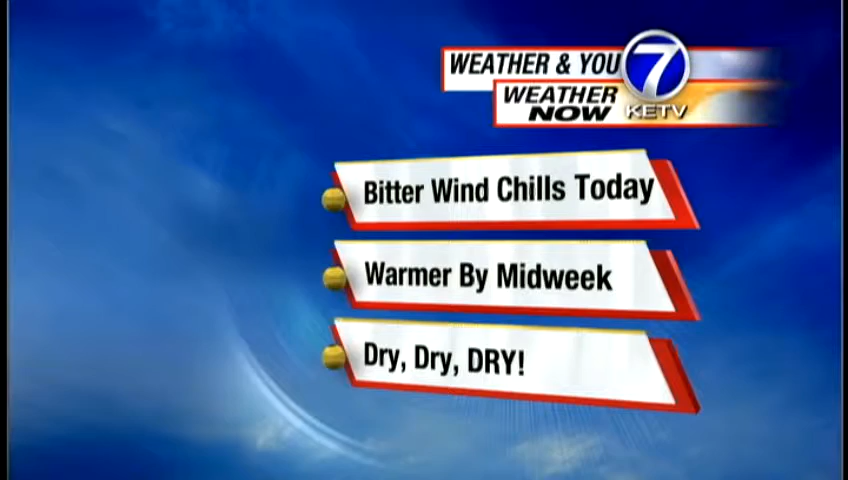 WEATHER & YOU
7
WEATHER
NOW
KETV
Bitter Wind Chills Today
Warmer By Midweek
Dry, Dry, DRY!